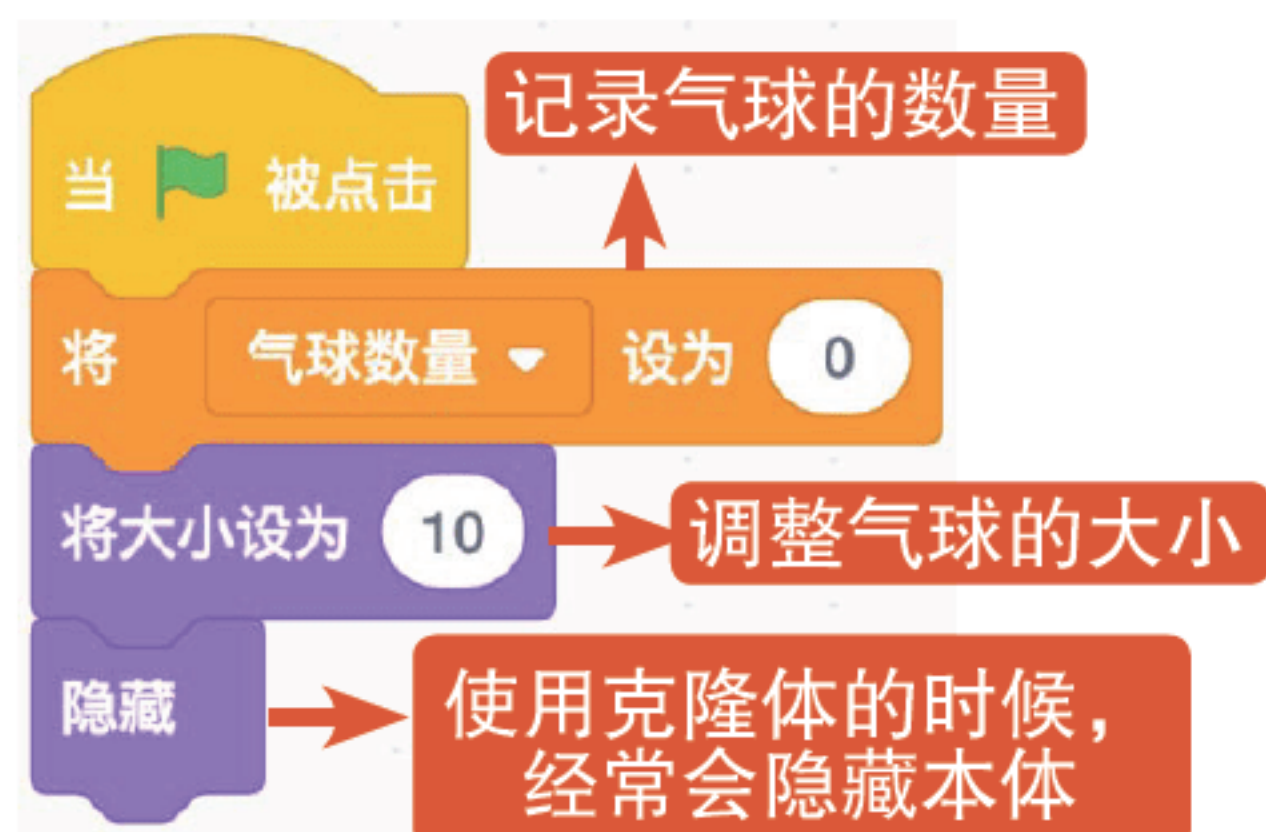 记录气球的数量
当 被点击
将 气球数量 设为 0
将大小设为 10
调整气球的大小
隐藏
使用克隆体的时候，
经常会隐藏本体